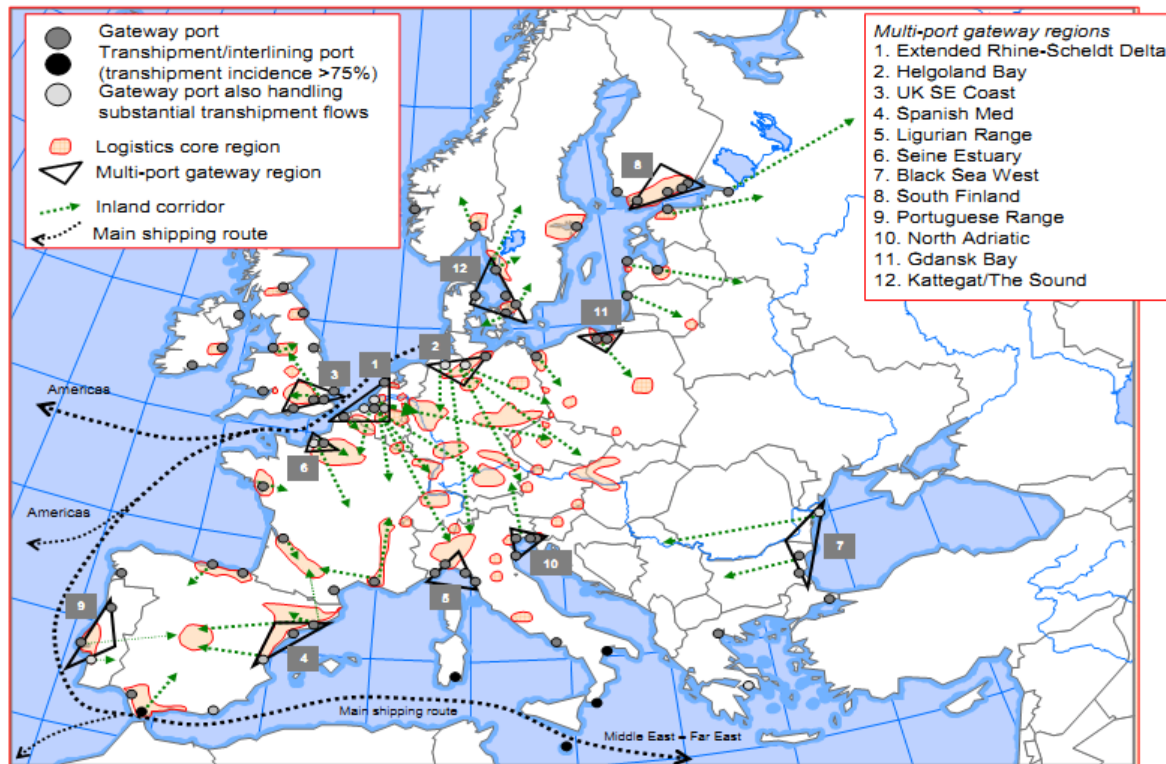 Gateway port
Transhipment/interlining port
(transhipment incidence >75%)
Gateway port also handling
substantial transhipment flows
Logistics core region
Multi-port gateway region
Inland corridor
Main shipping route
Multi-port gateway regions
1. Extended Rhine-Scheldt Delta
2. Helgoland Bay
3. UK SE Coast
4. Spanish Med
5. Ligurian Range
6. Seine Estuary
7. Black Sea West
8. South Finland
9. Portuguese Range
10. North Adriatic
11. Gdansk Bay
12. Kattegat/The Sound
8
12
11
2
1
3
Americas
6
Americas
7
10
5
9
4
Main shipping route
Middle East – Far East